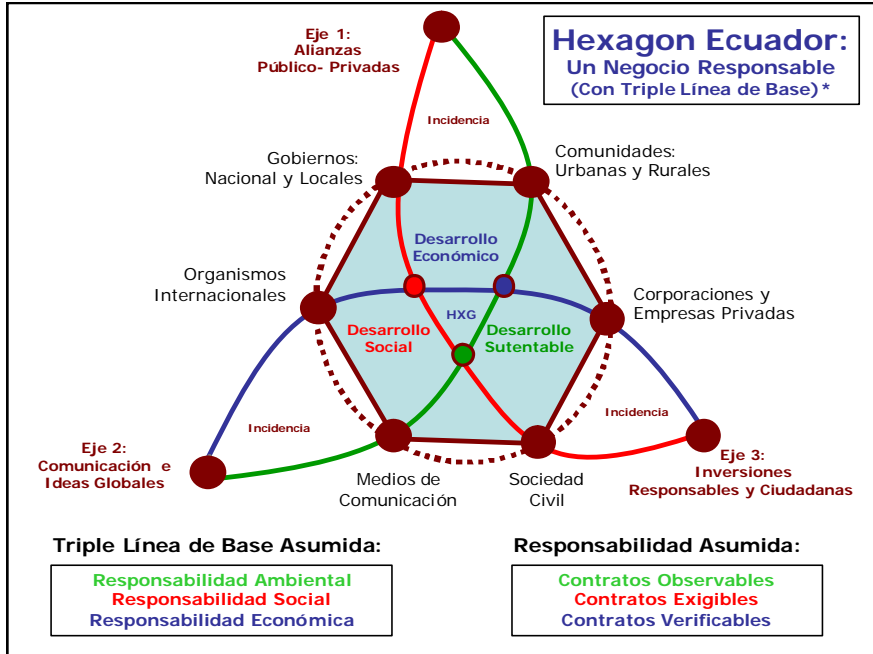 Eje 1:
Alianzas
Público- Privadas
Hexagon Ecuador:
Un Negocio Responsable
(Con Triple Línea de Base) *
Incidencia
Gobiernos:
Nacional y Locales
Comunidades:
Urbanas y Rurales
Desarrollo
Económico
Organismos
Internacionales
Corporaciones y
Empresas Privadas
HXG
Desarrollo
Social
Desarrollo
Sutentable
Incidencia
Incidencia
Eje 2:
Comunicación e
Ideas Globales
Medios de
Comunicación
Sociedad
Civil
Eje 3:
Inversiones
Responsables y Ciudadanas
Triple Línea de Base Asumida:
Responsabilidad Ambiental
Responsabilidad Social
Responsabilidad Económica
Responsabilidad Asumida:
Contratos Observables
Contratos Exigibles
Contratos Verificables